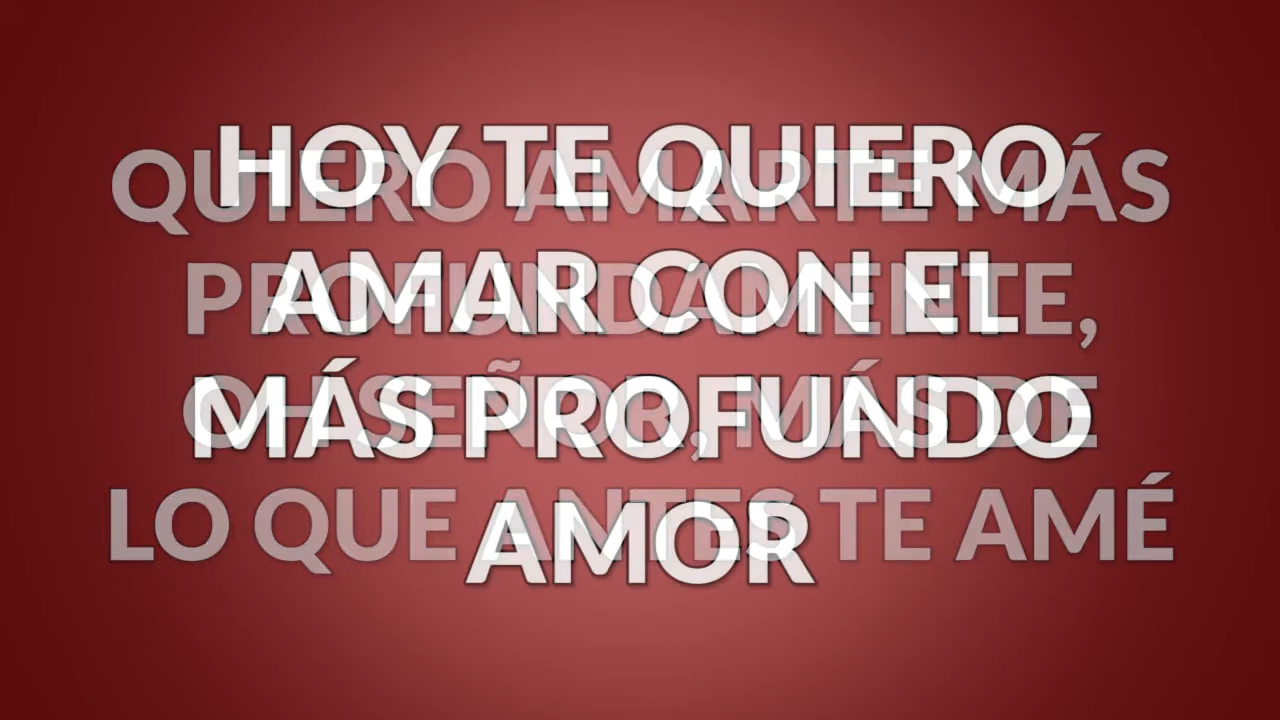 HOY TE QUIERO
AMAR CON EL
MÁS PROFUNDO
AMOR
QUIERO AMARTE MÁS
PROFUNDAMENTE,
OH SEÑOR, MÁS DE
LO QUE ANTES TE AMÉ